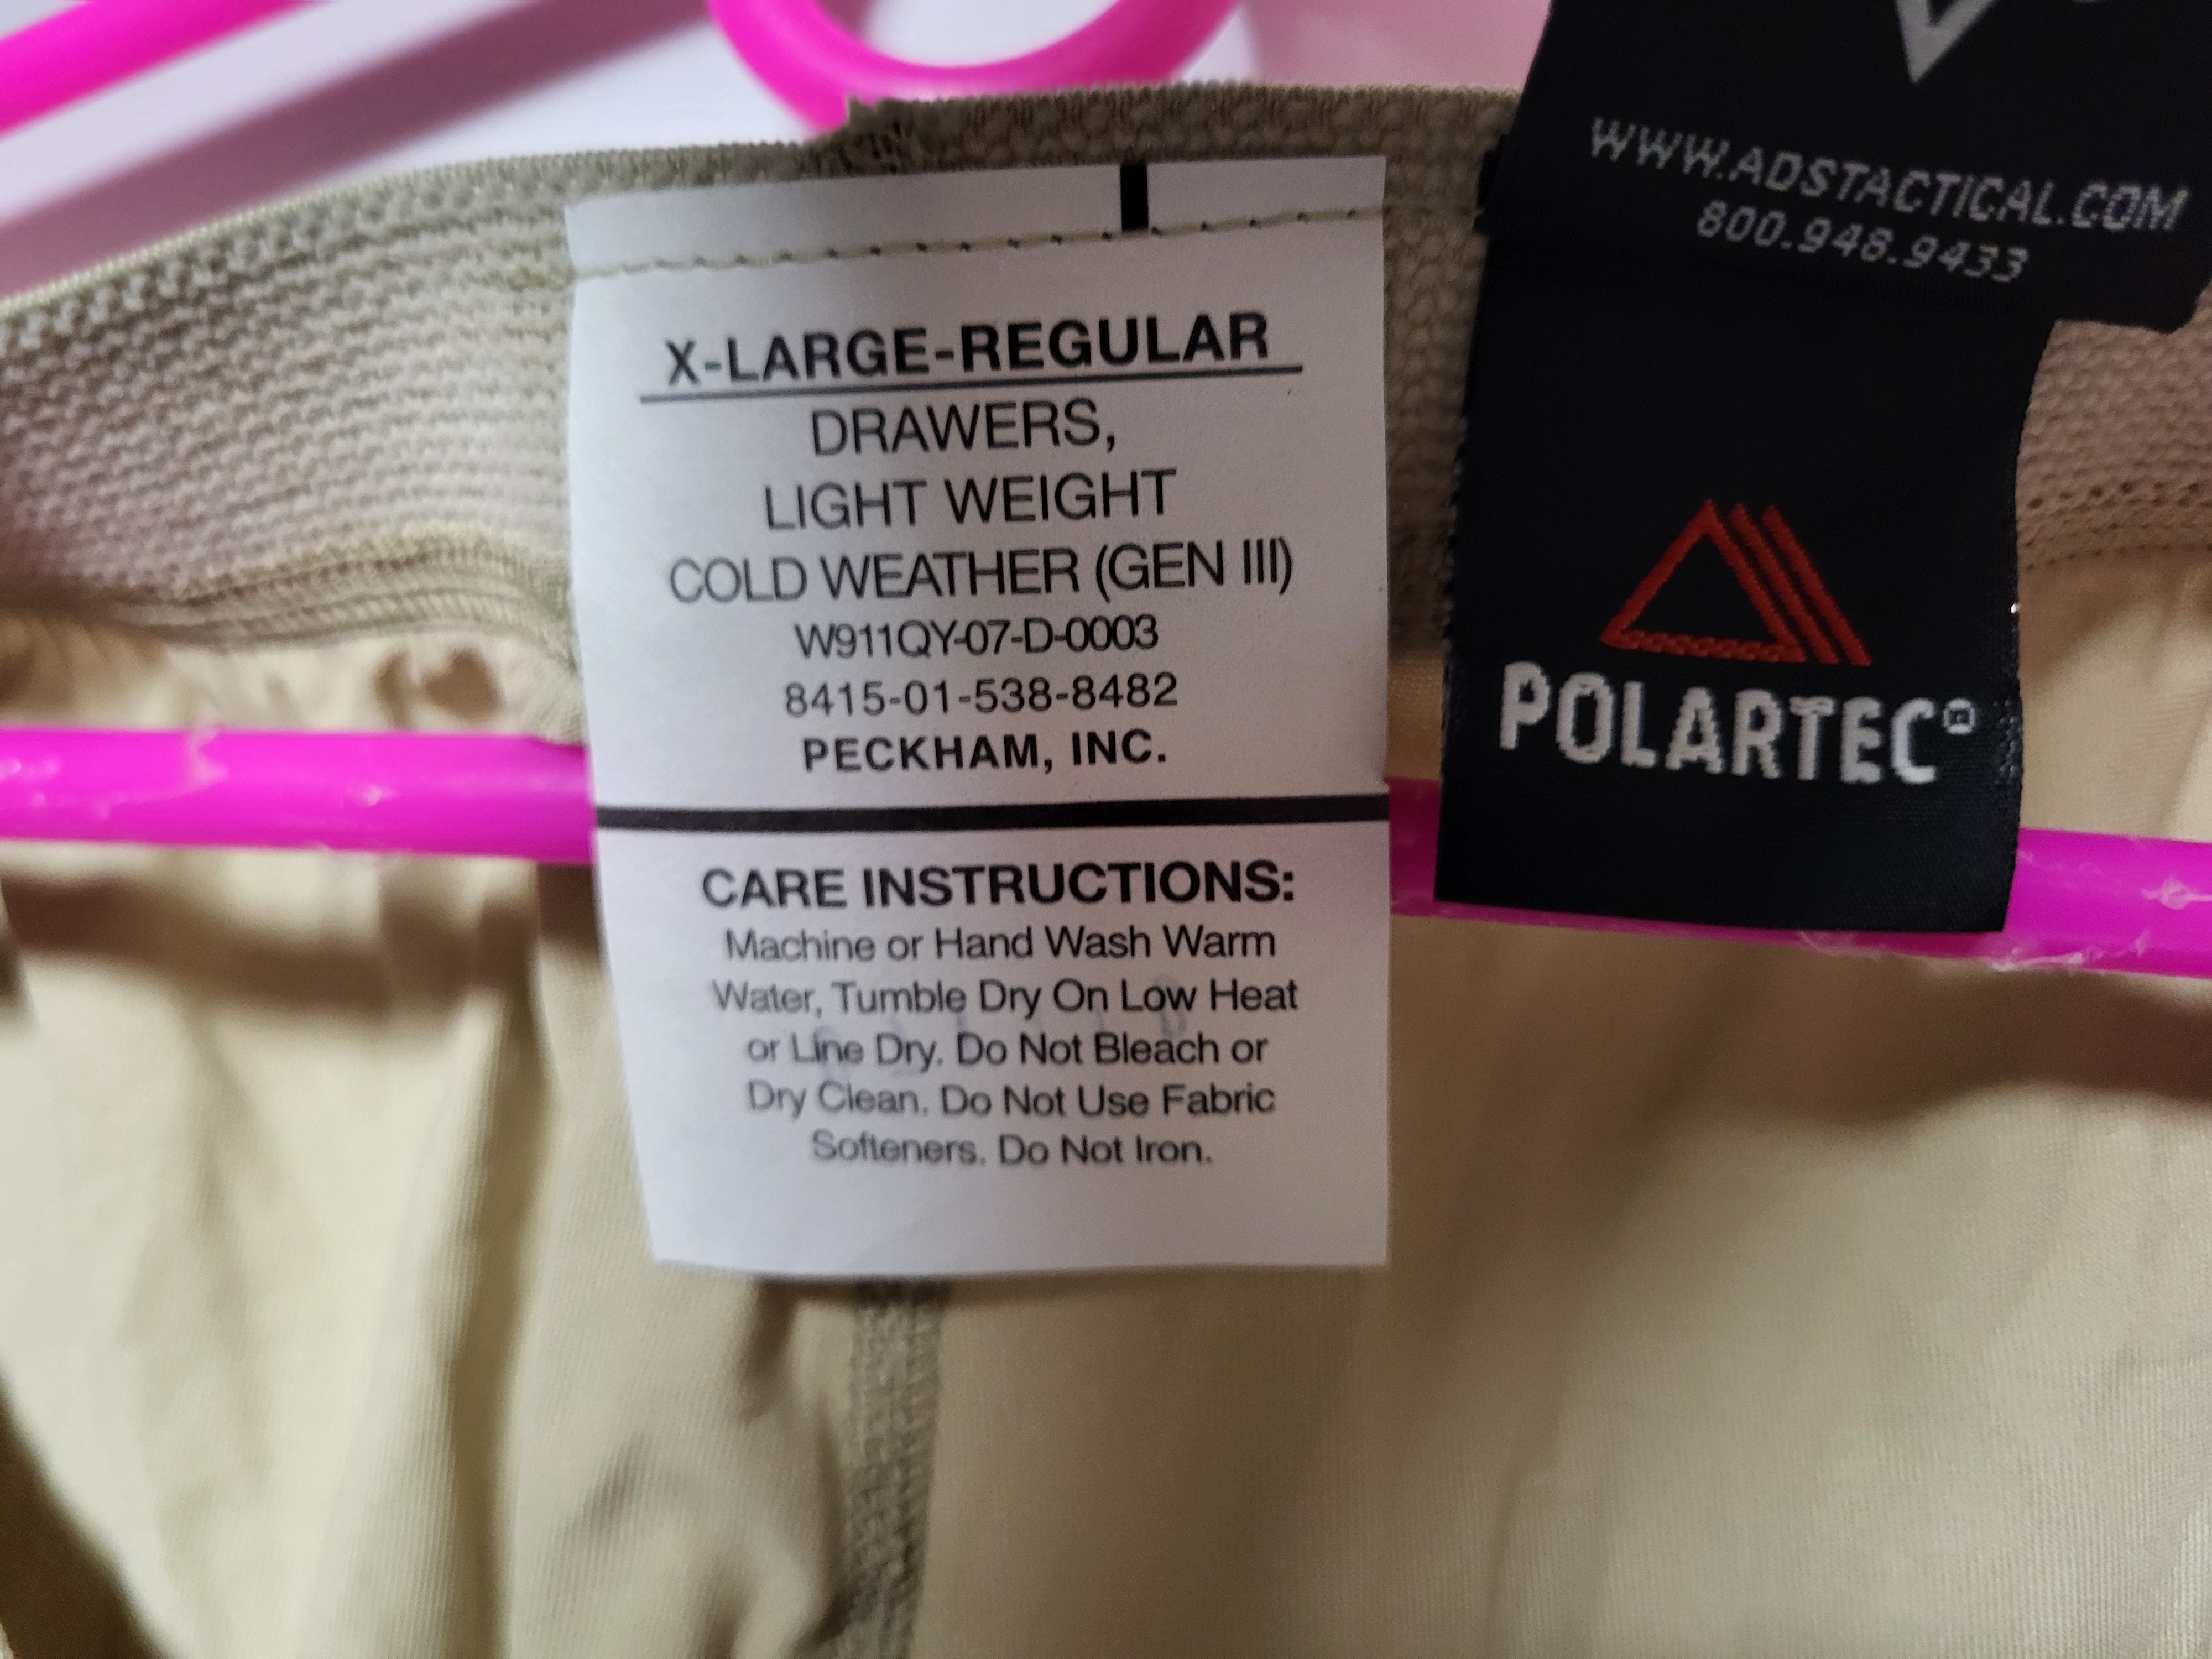 X-LARGE-REGULAR
DRAWERS,
LIGHT WEIGHT
COLD WEATHER (GEN III)
W911QY-07-D-0003
8415-01-538-8482
PECKHAM, INC.
CARE INSTRUCTIONS:
Machine or Hand Wash Warm
Water, Tumble Dry On Low Heat
or Line Dry. Do Not Bleach or
Dry Clean. Do Not Use Fabric
Softeners. Do Not Iron.
WWW.ADSTACTICAL.COM
800.948.9433
POLARTEC®